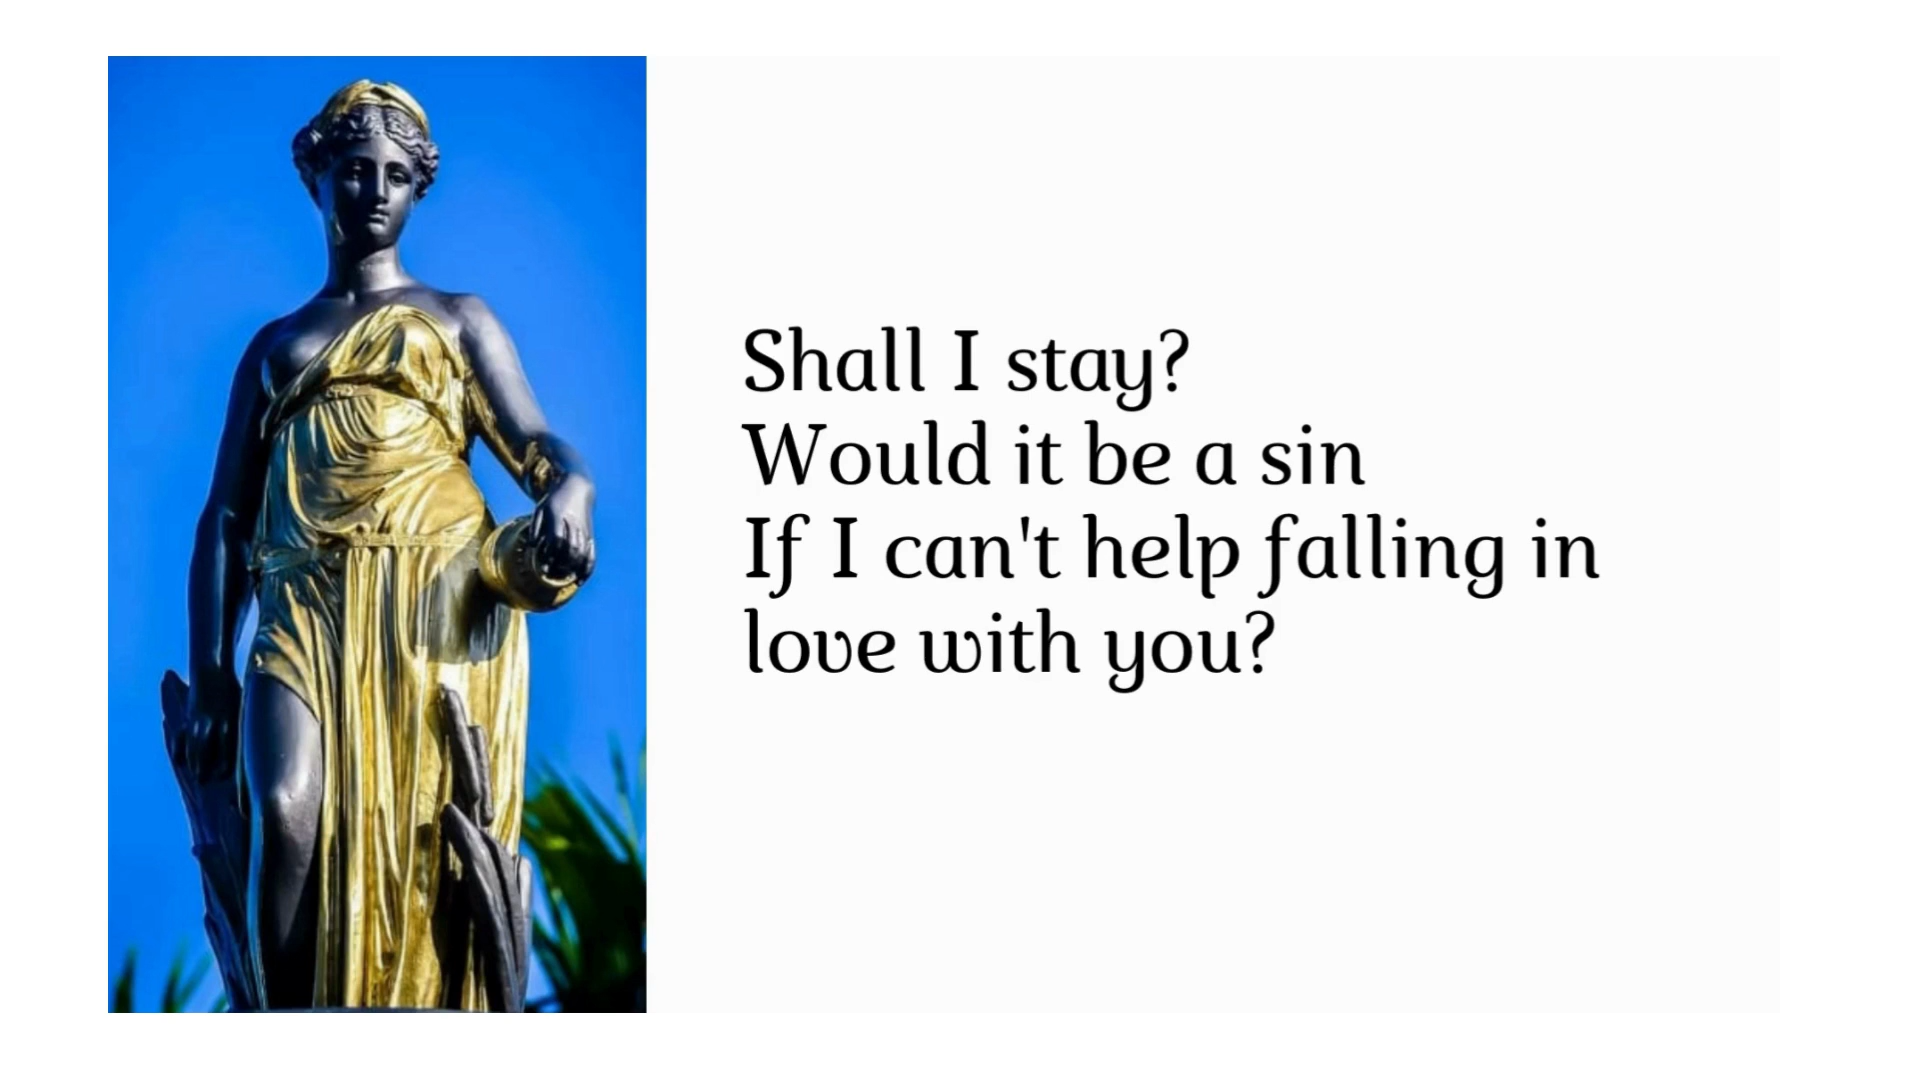 Shall I stay?
Would it be a sin
If I can't help falling in
love with you?